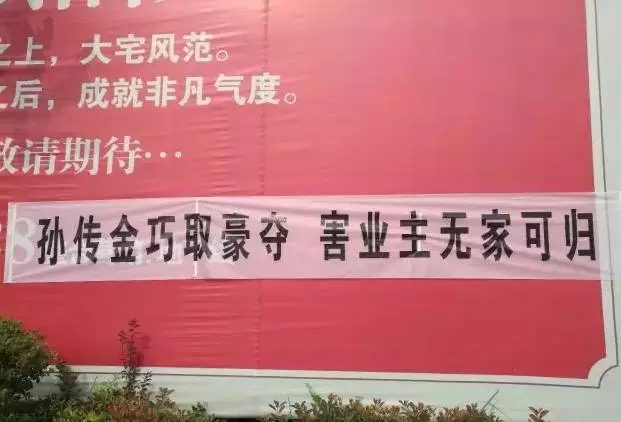 之上，大宅风范。
之后，成就非凡气度。
敬请期待…
孙传金巧取豪夺 害业主无家可归